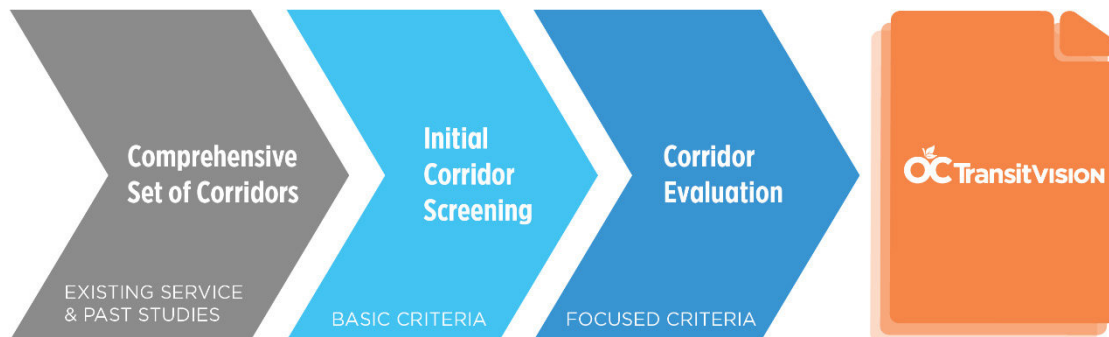 Comprehensive
Set of Corridors
EXISTING SERVICE
& PAST STUDIES
Initial
Corridor
Screening
BASIC CRITERIA
Corridor
Evaluation
FOCUSED CRITERIA
OC TransitVISION